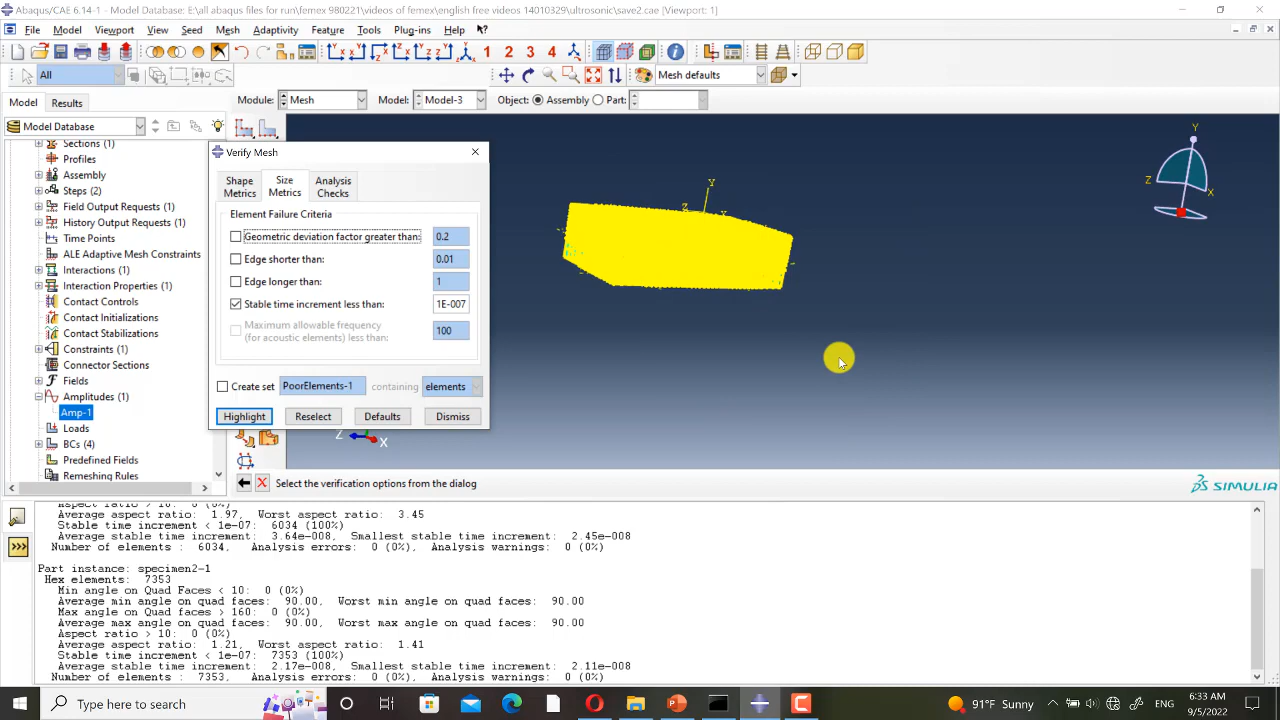 Abaqus/CAE 6.14-1 - Model Database: E:\all abaqus files for run\femex 980221\videos of femex\english free videos 14010329\ultrosonic\save2.cae [Viewport: 1]
File Model Viewport View Seed Mesh Adaptivity Feature Tools Plug-ins Help
1 2 3 4
All
Mesh defaults
Model Results
Module: Mesh Model: Model-3 Object: Assembly Part:
Model Database
Sections (1)
Profiles
Assembly
Steps (2)
Field Output Requests (1)
History Output Requests (1)
Time Points
ALE Adaptive Mesh Constraints
Interactions (1)
Interaction Properties (1)
Contact Controls
Contact Initializations
Contact Stabilizations
Constraints (1)
Connector Sections
Fields
Amplitudes (1)
Amp-1
Loads
BCs (4)
Predefined Fields
Remeshing Rules
Verify Mesh
Shape Metrics
Size Metrics
Analysis Checks
Element Failure Criteria
Geometric deviation factor greater than: 0.2
Edge shorter than: 0.01
Edge longer than: 1
Stable time increment less than: 1E-007
Maximum allowable frequency
(for acoustic elements) less than: 100
Create set PoorElements-1 containing elements
Highlight Reselect Defaults Dismiss
Y
Z
Y
Z X
Z X
Select the verification options from the dialog
SIMULIA
Aspect ratio > 10: 0 (0%)
Average aspect ratio: 1.97, Worst aspect ratio: 3.45
Stable time increment < 1e-07: 6034 (100%)
Average stable time increment: 3.64e-008, Smallest stable time increment: 2.45e-008
Number of elements : 6034, Analysis errors: 0 (0%), Analysis warnings: 0 (0%)
Part instance: specimen2-1
Hex elements: 7353
Min angle on Quad Faces < 10: 0 (0%)
Average min angle on quad faces: 90.00, Worst min angle on quad faces: 90.00
Max angle on Quad faces > 160: 0 (0%)
Average max angle on quad faces: 90.00, Worst max angle on quad faces: 90.00
Aspect ratio > 10: 0 (0%)
Average aspect ratio: 1.21, Worst aspect ratio: 1.41
Stable time increment < 1e-07: 7353 (100%)
Average stable time increment: 2.17e-008, Smallest stable time increment: 2.11e-008
Number of elements : 7353, Analysis errors: 0 (0%), Analysis warnings: 0 (0%)
Type here to search
91°F Sunny
ENG
6:33 AM
9/5/2022